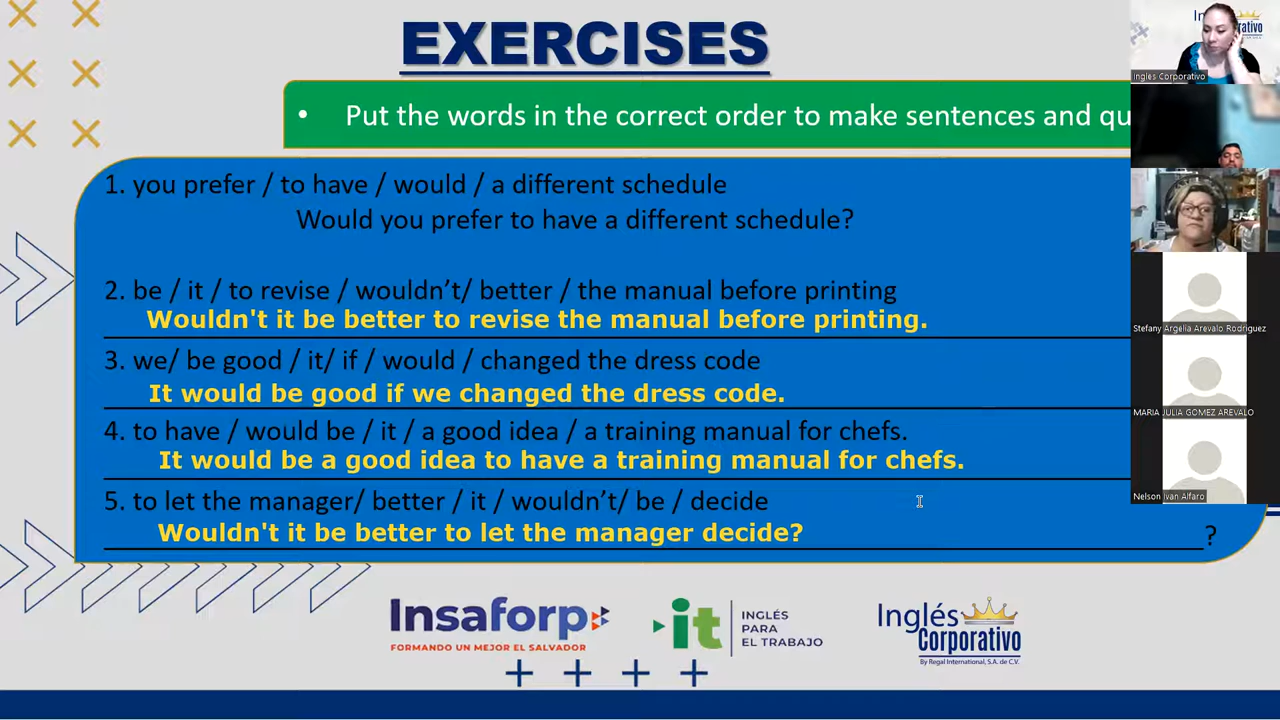 EXERCISES
• Put the words in the correct order to make sentences and qu
1. you prefer / to have / would / a different schedule
Would you prefer to have a different schedule?
2. be / it / to revise / wouldn’t/ better / the manual before printing
Wouldn't it be better to revise the manual before printing.
3. we/ be good / it/ if / would / changed the dress code
It would be good if we changed the dress code.
4. to have / would be / it / a good idea / a training manual for chefs.
It would be a good idea to have a training manual for chefs.
5. to let the manager/ better / it / wouldn’t/ be / decide
Wouldn't it be better to let the manager decide?
?
Ingles Corporativo
Stefany Argelia Arevalo Rodriguez
MARIA JULIA GOMEZ AREVALO
Nelson Ivan Alfaro
Insaforp
FORMANDO UN MEJOR EL SALVADOR
it
INGLÉS
PARA
EL TRABAJO
Inglés
Corporativo
By Regal International, S.A. de C.V.